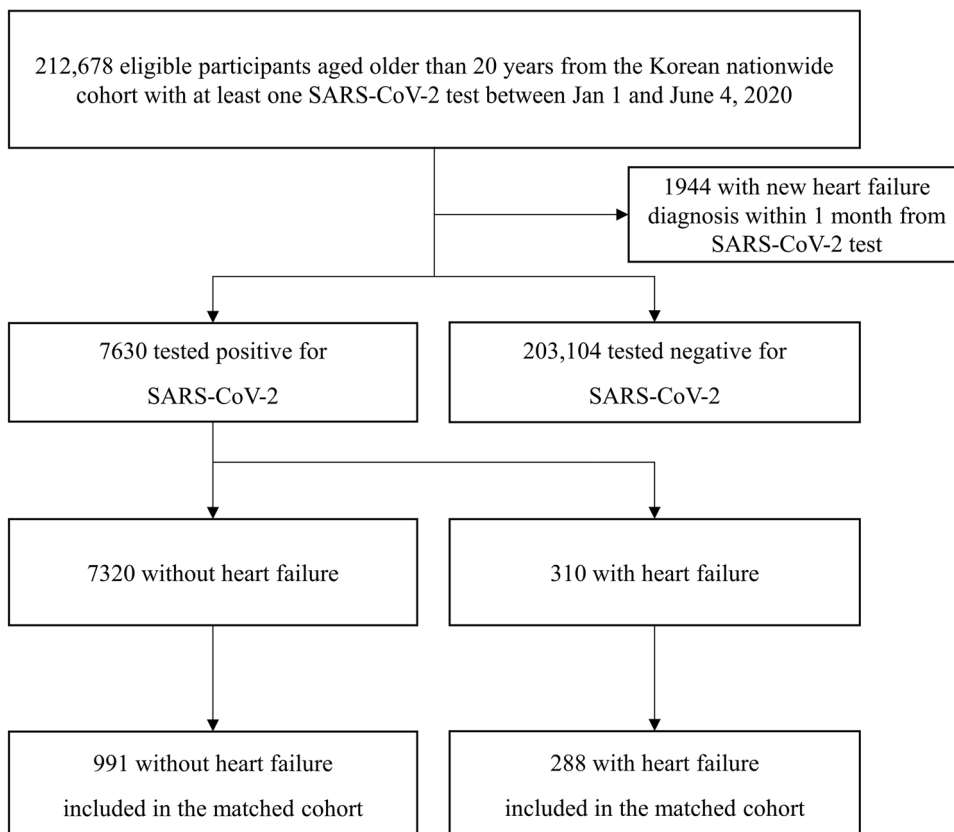 212,678 eligible participants aged older than 20 years from the Korean nationwide
cohort with at least one SARS-CoV-2 test between Jan 1 and June 4, 2020
1944 with new heart failure
diagnosis within 1 month from
SARS-CoV-2 test
7630 tested positive for
SARS-CoV-2
203,104 tested negative for
SARS-CoV-2
7320 without heart failure
310 with heart failure
991 without heart failure
included in the matched cohort
288 with heart failure
included in the matched cohort